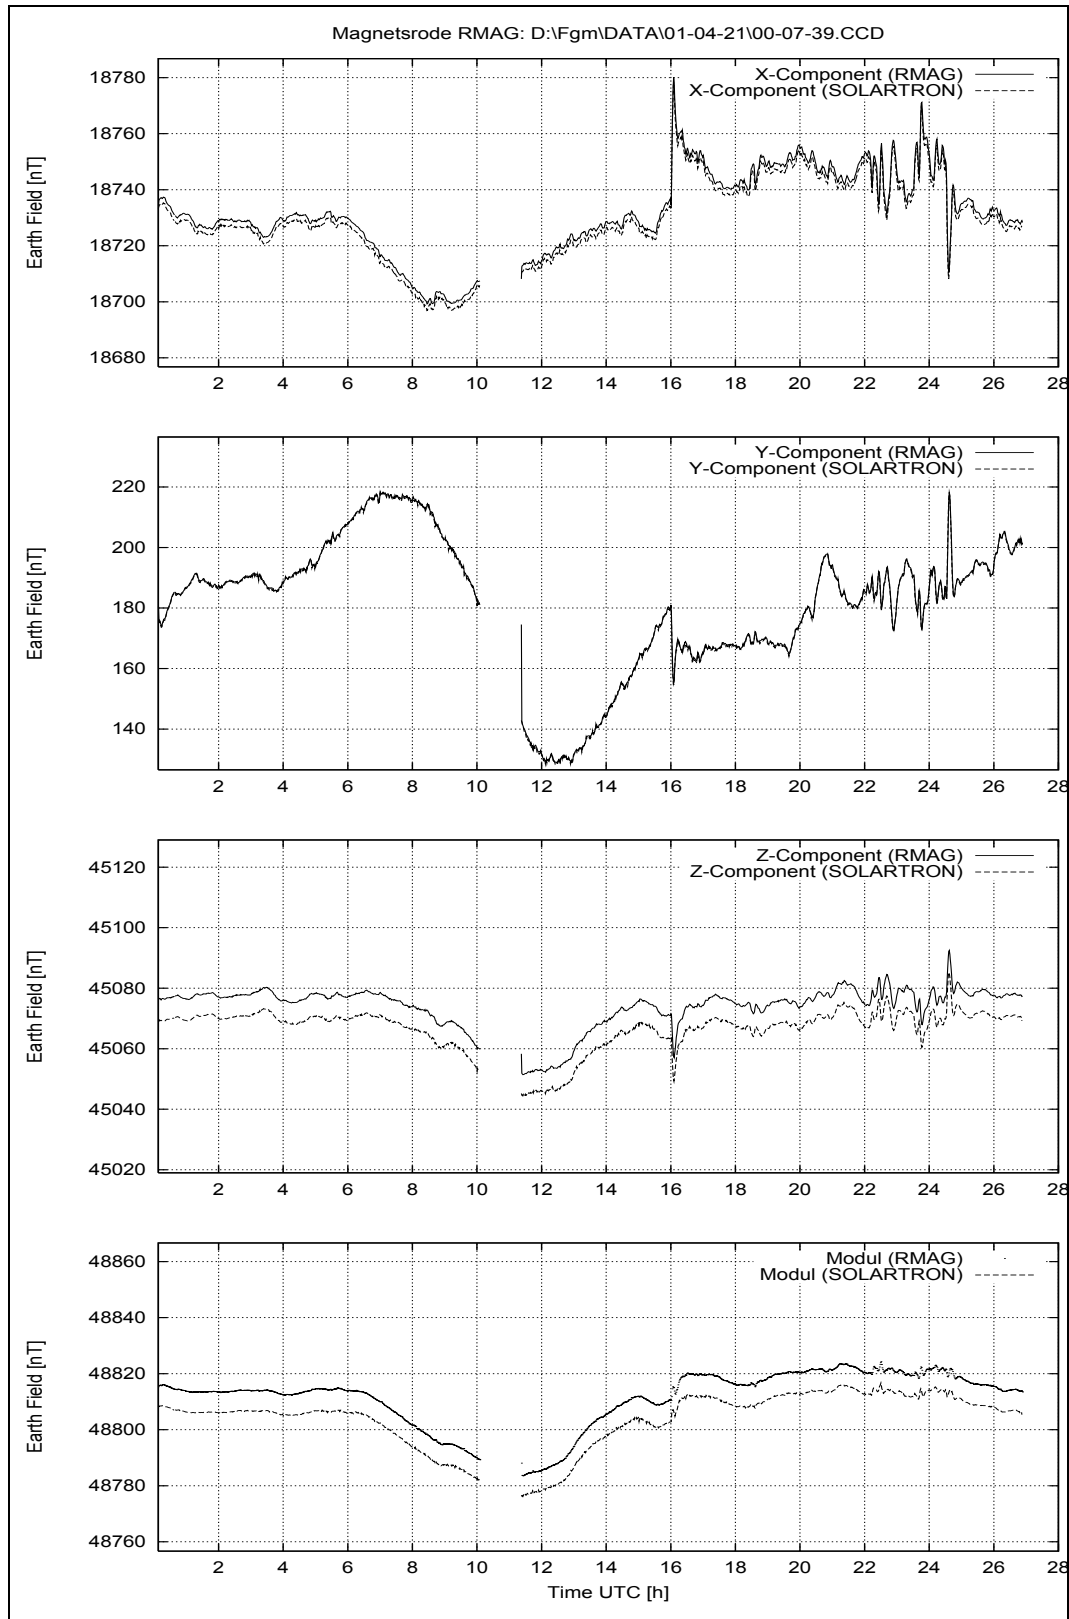 Magnetsrode RMAG: D:\Fgm\DATA\01-04-21\00-07-39.CCD
X-Component (RMAG)
X-Component (SOLARTRON)
Earth Field [nT]
18780
18760
18740
18720
18700
18680
2 4 6 8 10 12 14 16 18 20 22 24 26 28
Y-Component (RMAG)
Y-Component (SOLARTRON)
Earth Field [nT]
220
200
180
160
140
2 4 6 8 10 12 14 16 18 20 22 24 26 28
Z-Component (RMAG)
Z-Component (SOLARTRON)
Earth Field [nT]
45120
45100
45080
45060
45040
45020
2 4 6 8 10 12 14 16 18 20 22 24 26 28
Modul (RMAG)
Modul (SOLARTRON)
Earth Field [nT]
48860
48840
48820
48800
48780
48760
2 4 6 8 10 12 14 16 18 20 22 24 26 28
Time UTC [h]